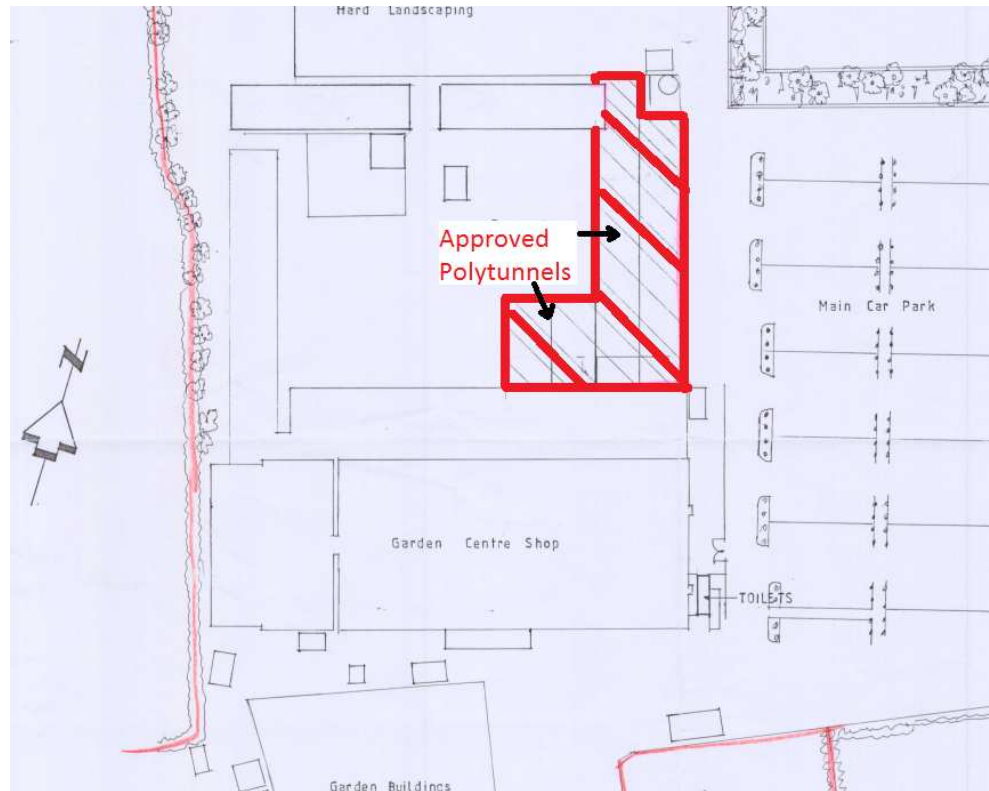 Hard Landscaping
Approved
Polytunnels
Main Car Park
Garden Centre Shop
TOILETS
Garden Buildings
N